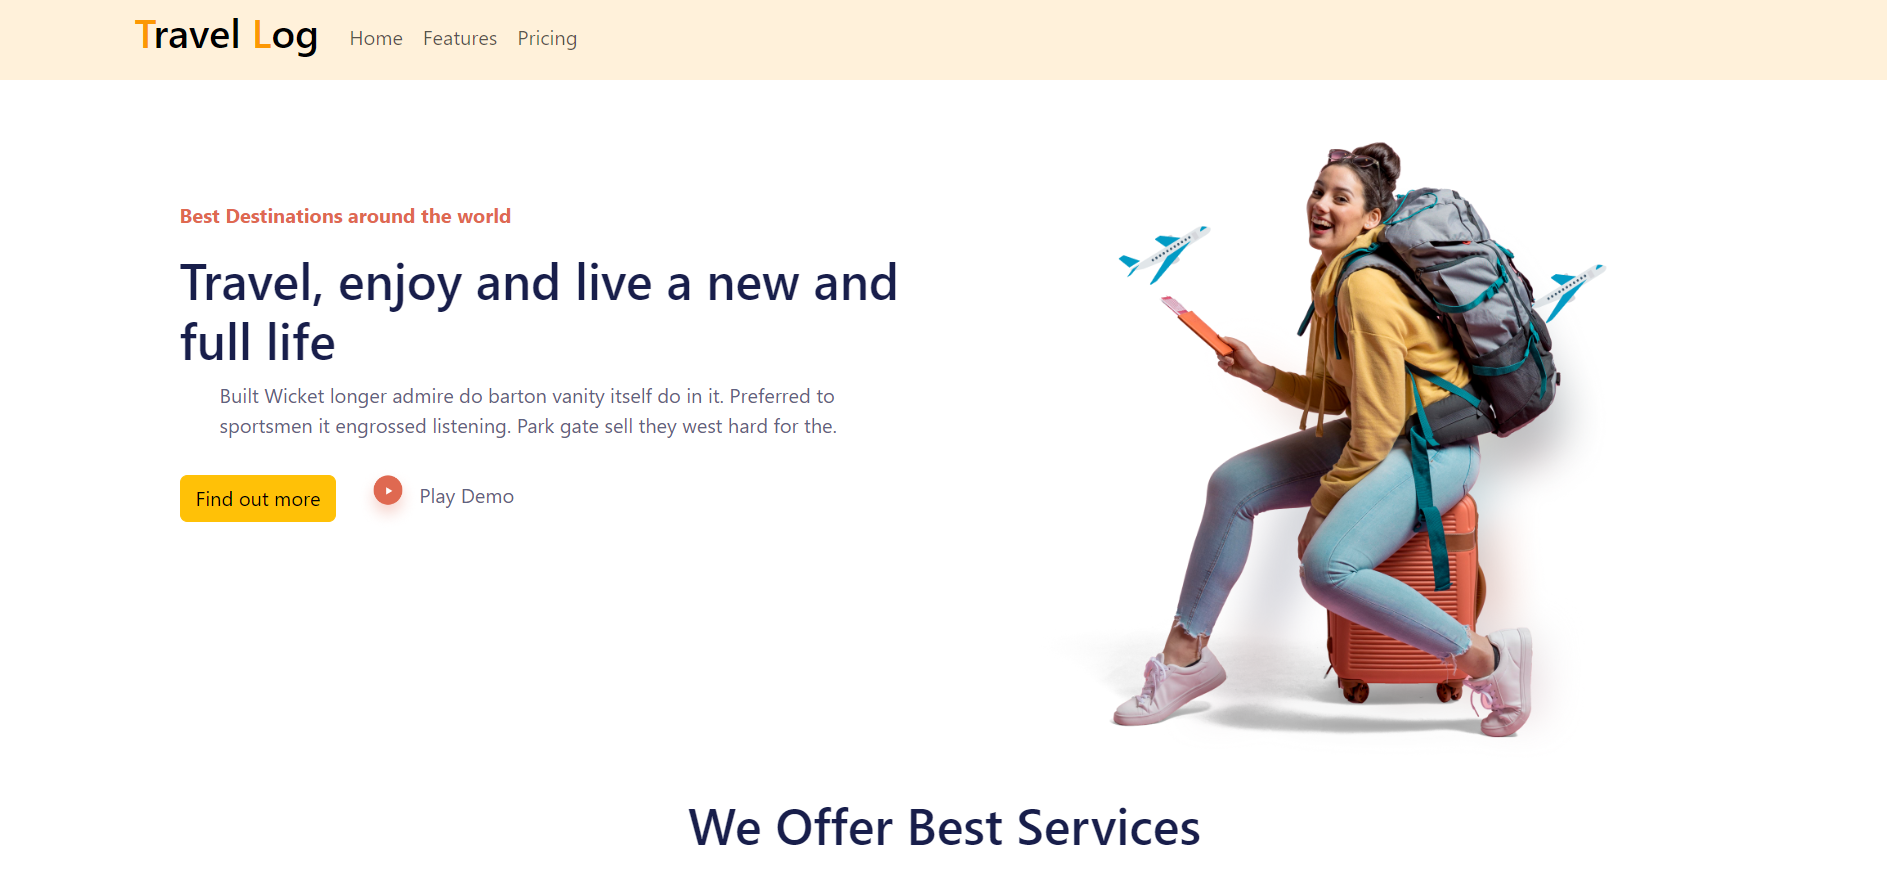 Travel Log
Home Features Pricing
Best Destinations around the world
Travel, enjoy and live a new and
full life
Built Wicket longer admire do barton vanity itself do in it. Preferred to
sportsmen it engrossed listening. Park gate sell they west hard for the.
Find out more
Play Demo
We Offer Best Services